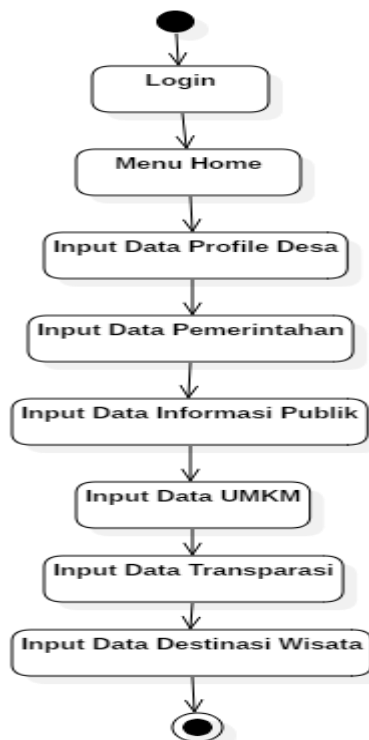 Login
Menu Home
Input Data Profile Desa
Input Data Pemerintahan
Input Data Informasi Publik
Input Data UMKM
Input Data Transparasi
Input Data Destinasi Wisata